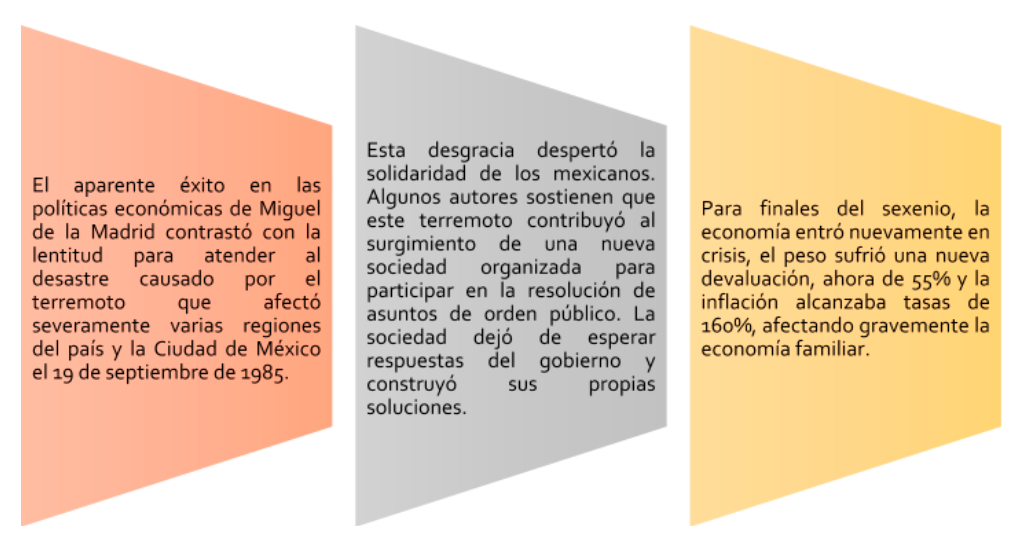 El aparente éxito en las
políticas económicas de Miguel
de la Madrid contrastó con la
lentitud para atender al
desastre causado por el
terremoto que afectó
severamente varias regiones
del país y la Ciudad de México
el 19 de septiembre de 1985.
Esta desgracia despertó la
solidaridad de los mexicanos.
Algunos autores sostienen que
este terremoto contribuyó al
surgimiento de una nueva
sociedad organizada para
participar en la resolución de
asuntos de orden público. La
sociedad dejó de esperar
respuestas del gobierno y
construyó sus propias
soluciones.
Para finales del sexenio, la
economía entró nuevamente en
crisis, el peso sufrió una nueva
devaluación, ahora de 55% y la
inflación alcanzaba tasas de
160%, afectando gravemente la
economía familiar.